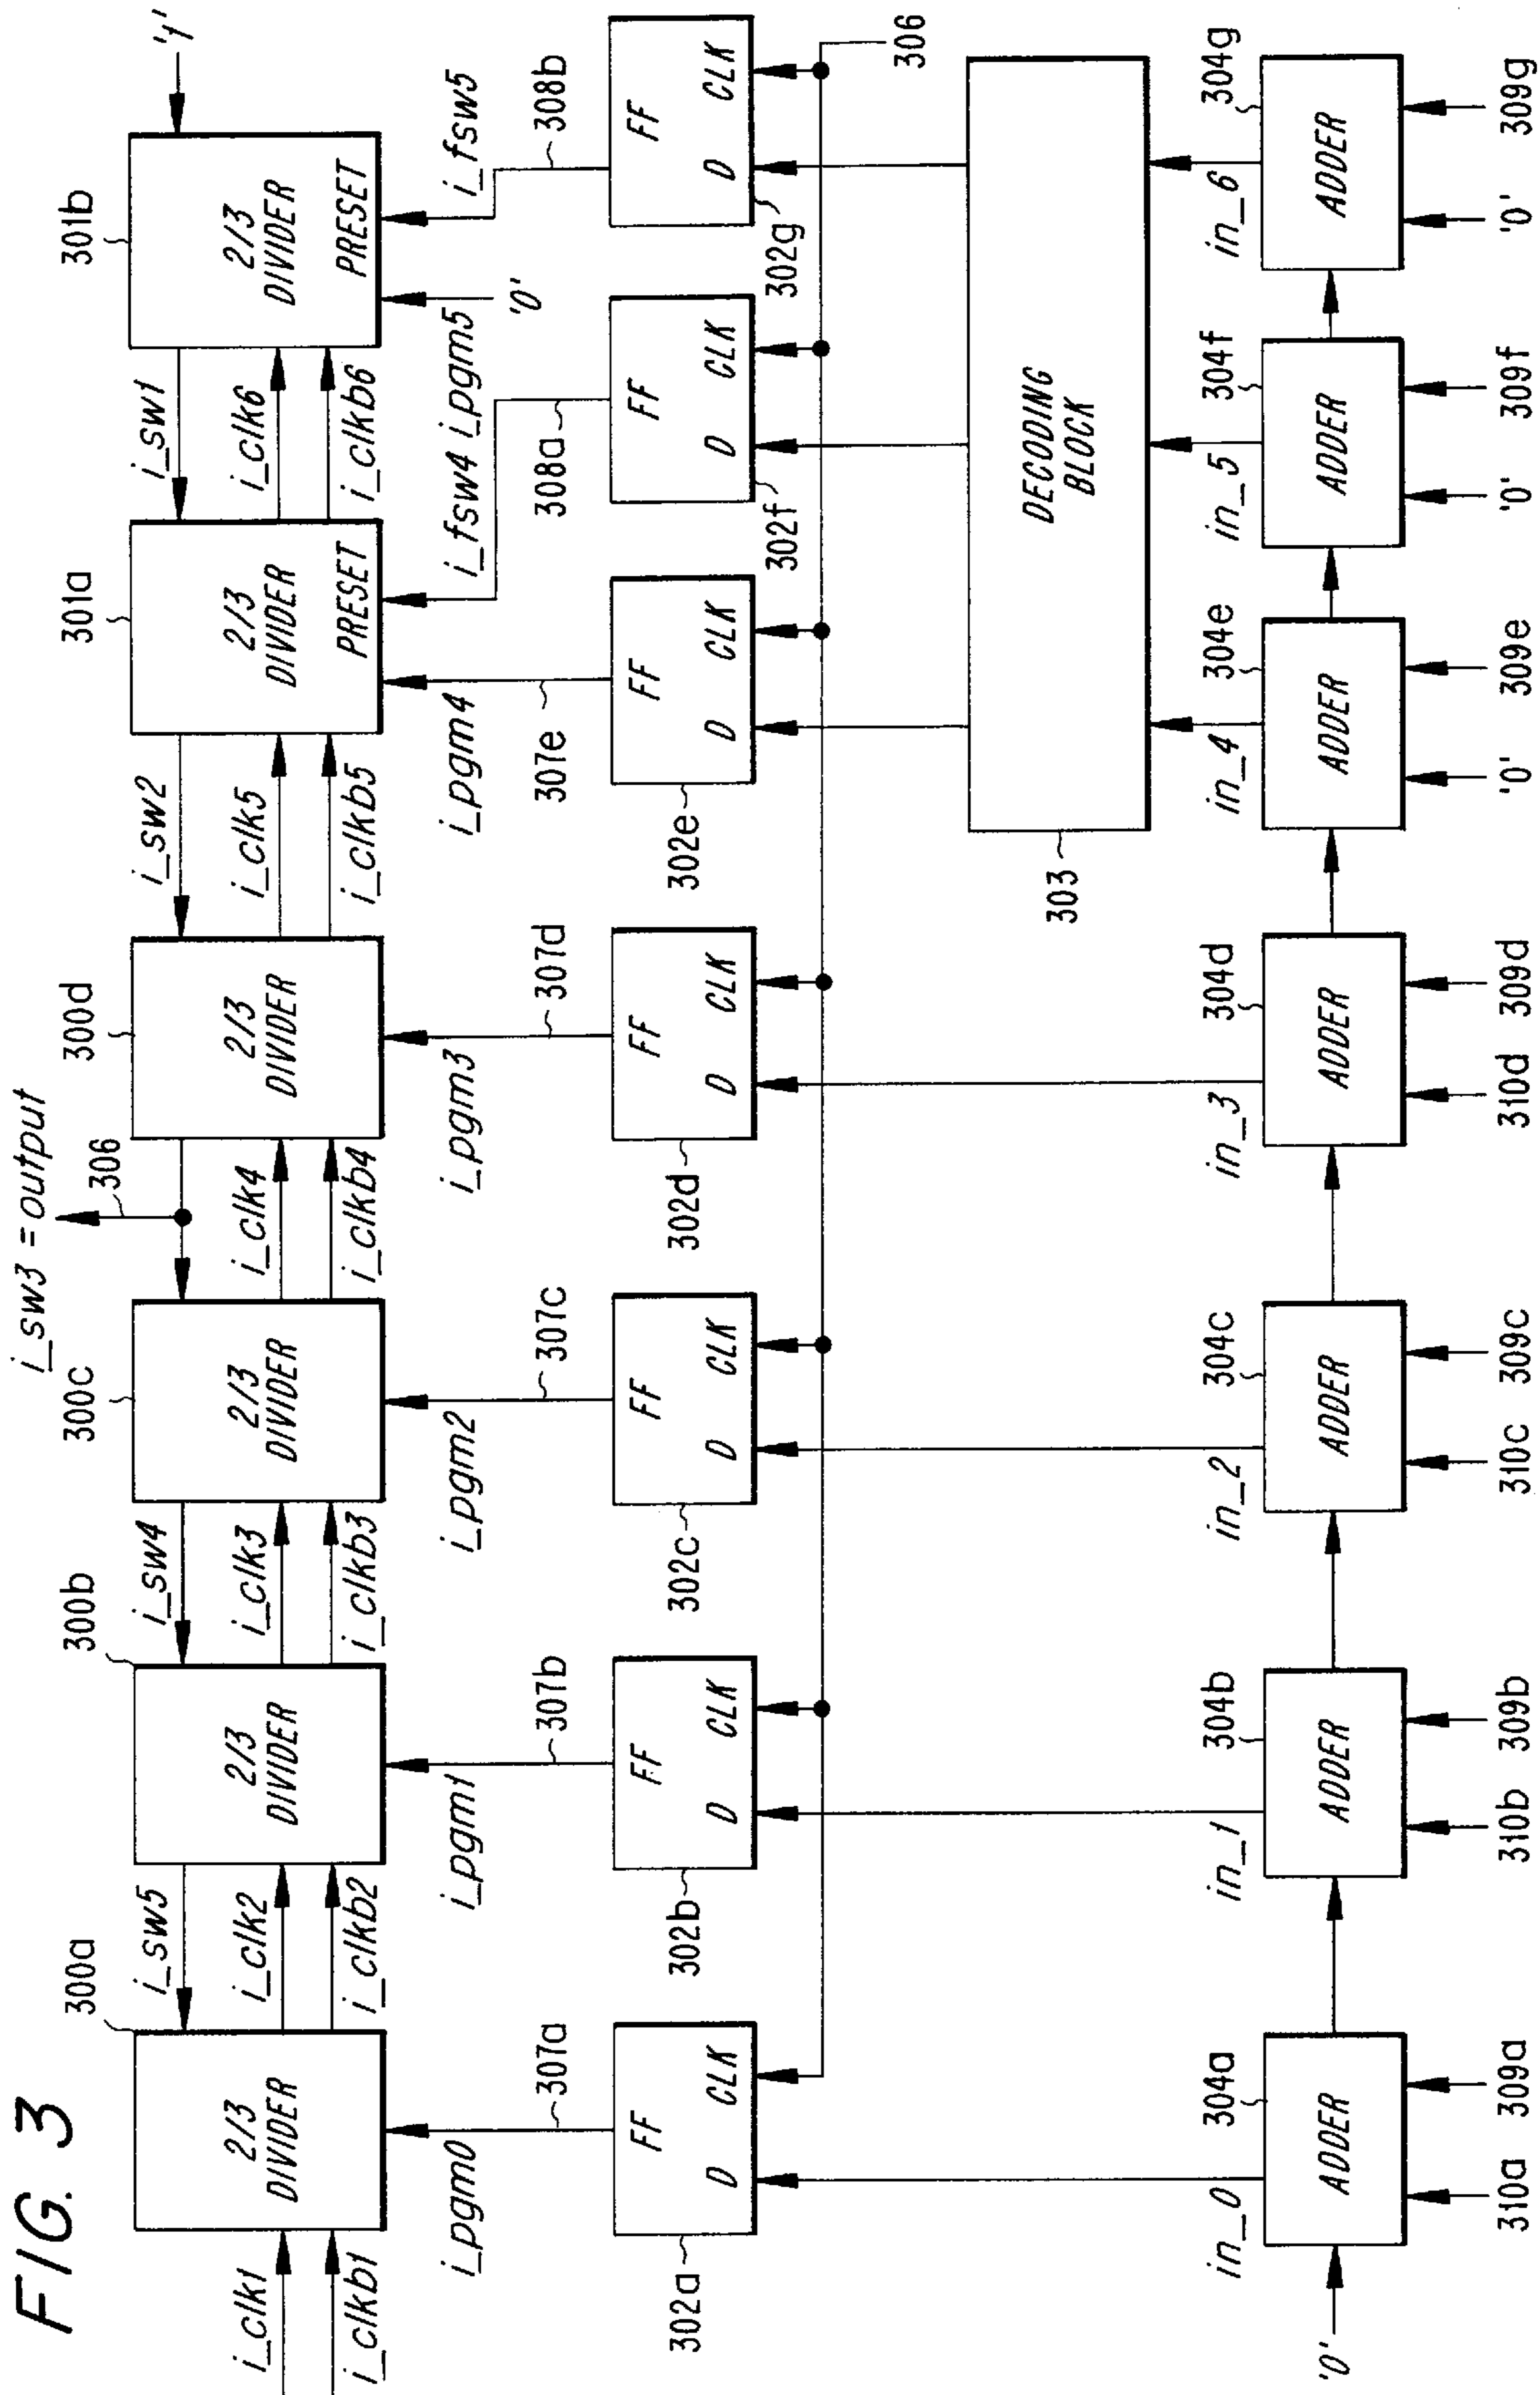 FIG. 3
i_sw3 = output
306
300a
300b
300c
300d
301a
301b
'1'
i_clk1
i_clkb1
2/3
DIVIDER
i_sw5
i_clk2
i_clkb2
2/3
DIVIDER
i_sw4
i_clk3
i_clkb3
2/3
DIVIDER
i_clk4
i_clkb4
2/3
DIVIDER
i_sw2
i_clk5
i_clkb5
2/3
DIVIDER
PRESET
i_sw1
i_clk6
i_clkb6
2/3
DIVIDER
PRESET
i_pgm0
307a
i_pgm1
307b
i_pgm2
307c
i_pgm3
307d
i_pgm4
307e
i_fsw4 i_pgm5
308a
'0'
i_fsw5
308b
FF
D CLK
302a
FF
D CLK
302b
FF
D CLK
302c
FF
D CLK
302d
FF
D CLK
302e
FF
D CLK
302f
FF
D CLK
302g
306
DECODING
BLOCK
303
in_0
304a
in_1
304b
in_2
304c
in_3
304d
in_4
304e
in_5
304f
in_6
304g
'0'
ADDER
ADDER
ADDER
ADDER
ADDER
ADDER
ADDER
310a
309a
310b
309b
310c
309c
310d
309d
'0'
309e
'0'
309f
'0'
309g